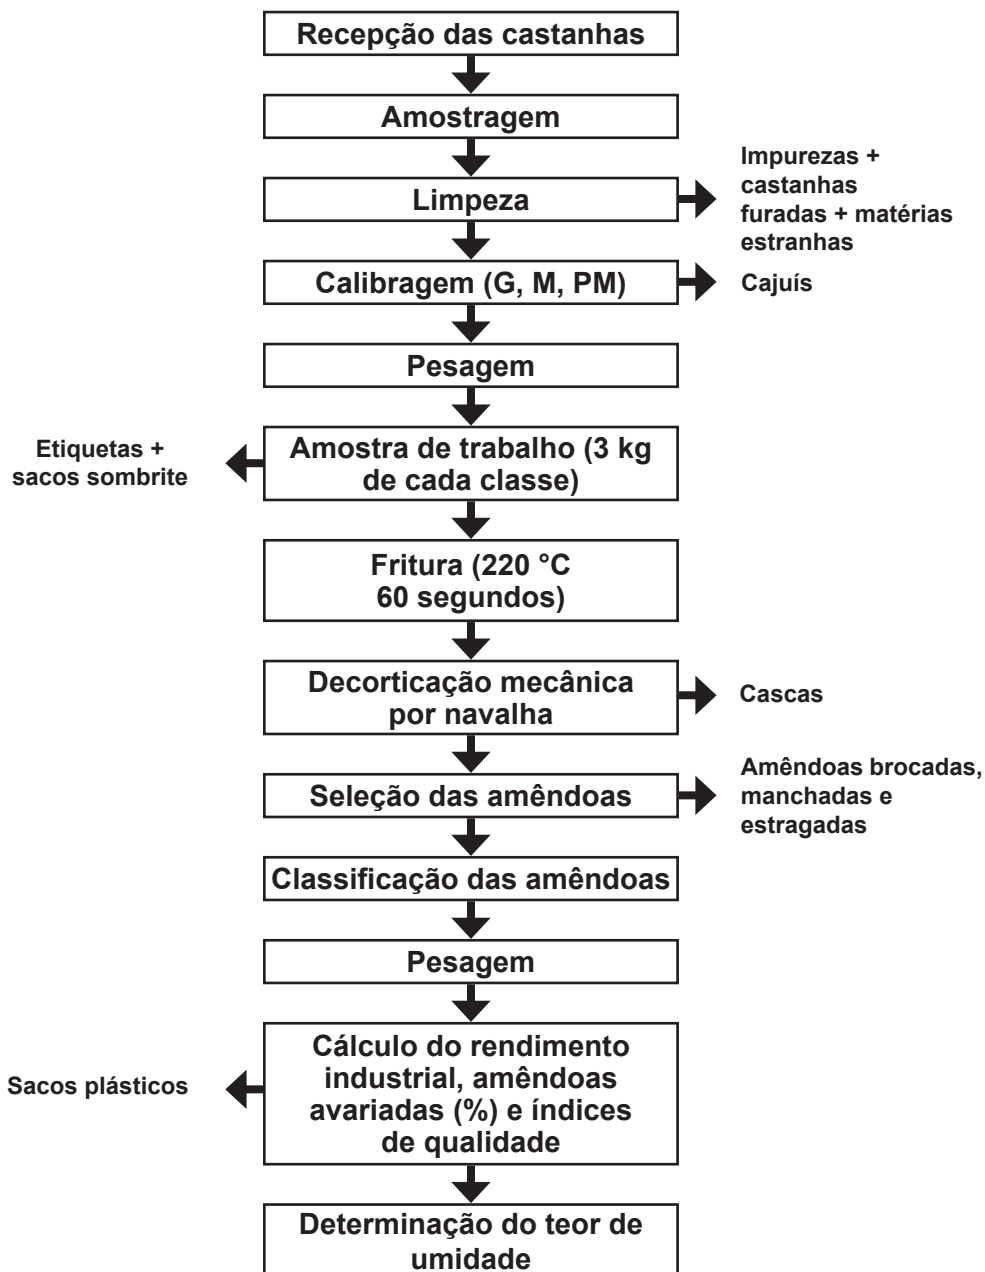 Recepção das castanhas
Amostragem
Limpeza
Impurezas +
castanhas
furadas + matérias
estranhas
Calibragem (G, M, PM)
Cajuís
Pesagem
Etiquetas +
sacos sombrite
Amostra de trabalho (3 kg
de cada classe)
Fritura (220 °C
60 segundos)
Decorticação mecânica
por navalha
Cascas
Seleção das amêndoas
Amêndoas brocadas,
manchadas e
estragadas
Classificação das amêndoas
Pesagem
Sacos plásticos
Cálculo do rendimento
industrial, amêndoas
avariadas (%) e índices
de qualidade
Determinação do teor de
umidade